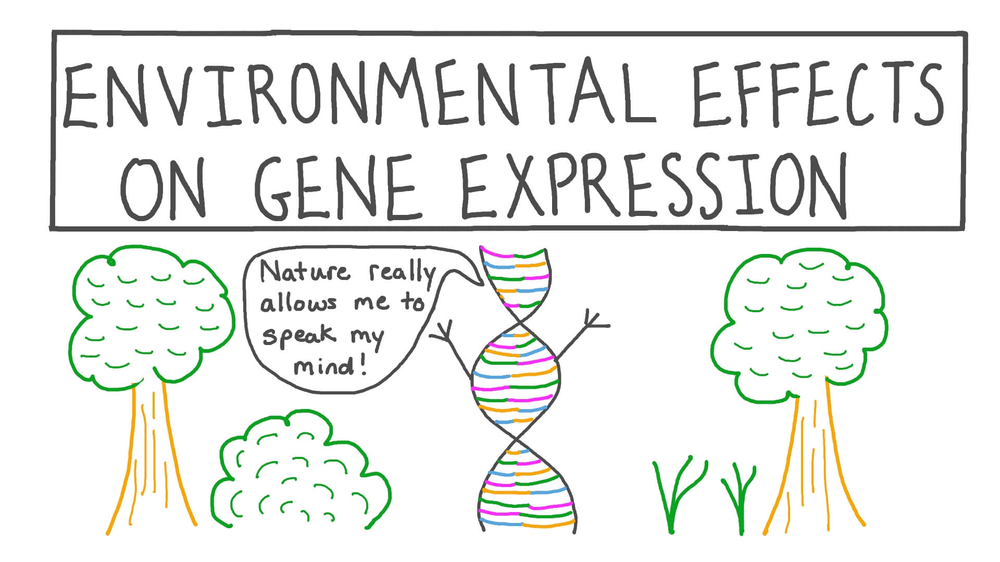 ENVIRONMENTAL EFFECTS
ON GENE EXPRESSION
Nature really
allows me to
speak my
mind!